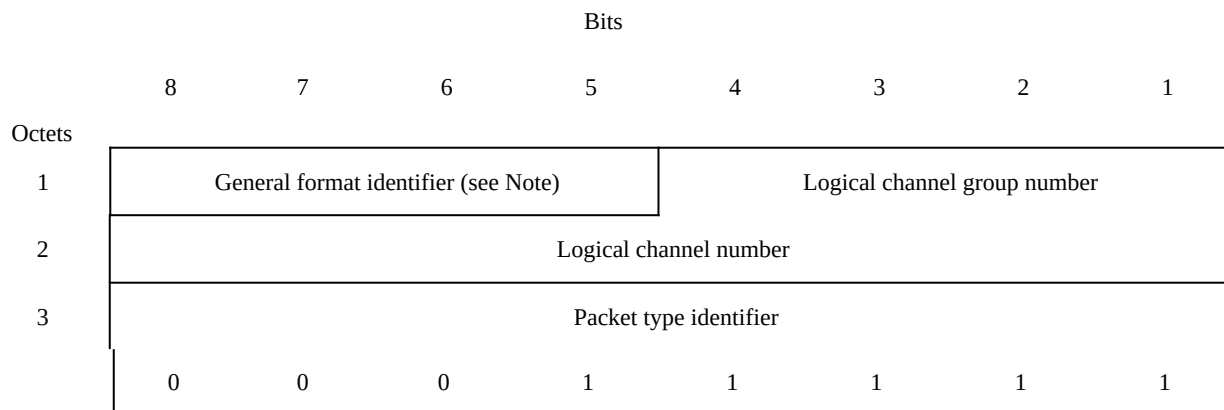 Bits
8 7 6 5 4 3 2 1
Octets
1 General format identifier (see Note) Logical channel group number
2 Logical channel number
3 Packet type identifier
0 0 0 1 1 1 1 1